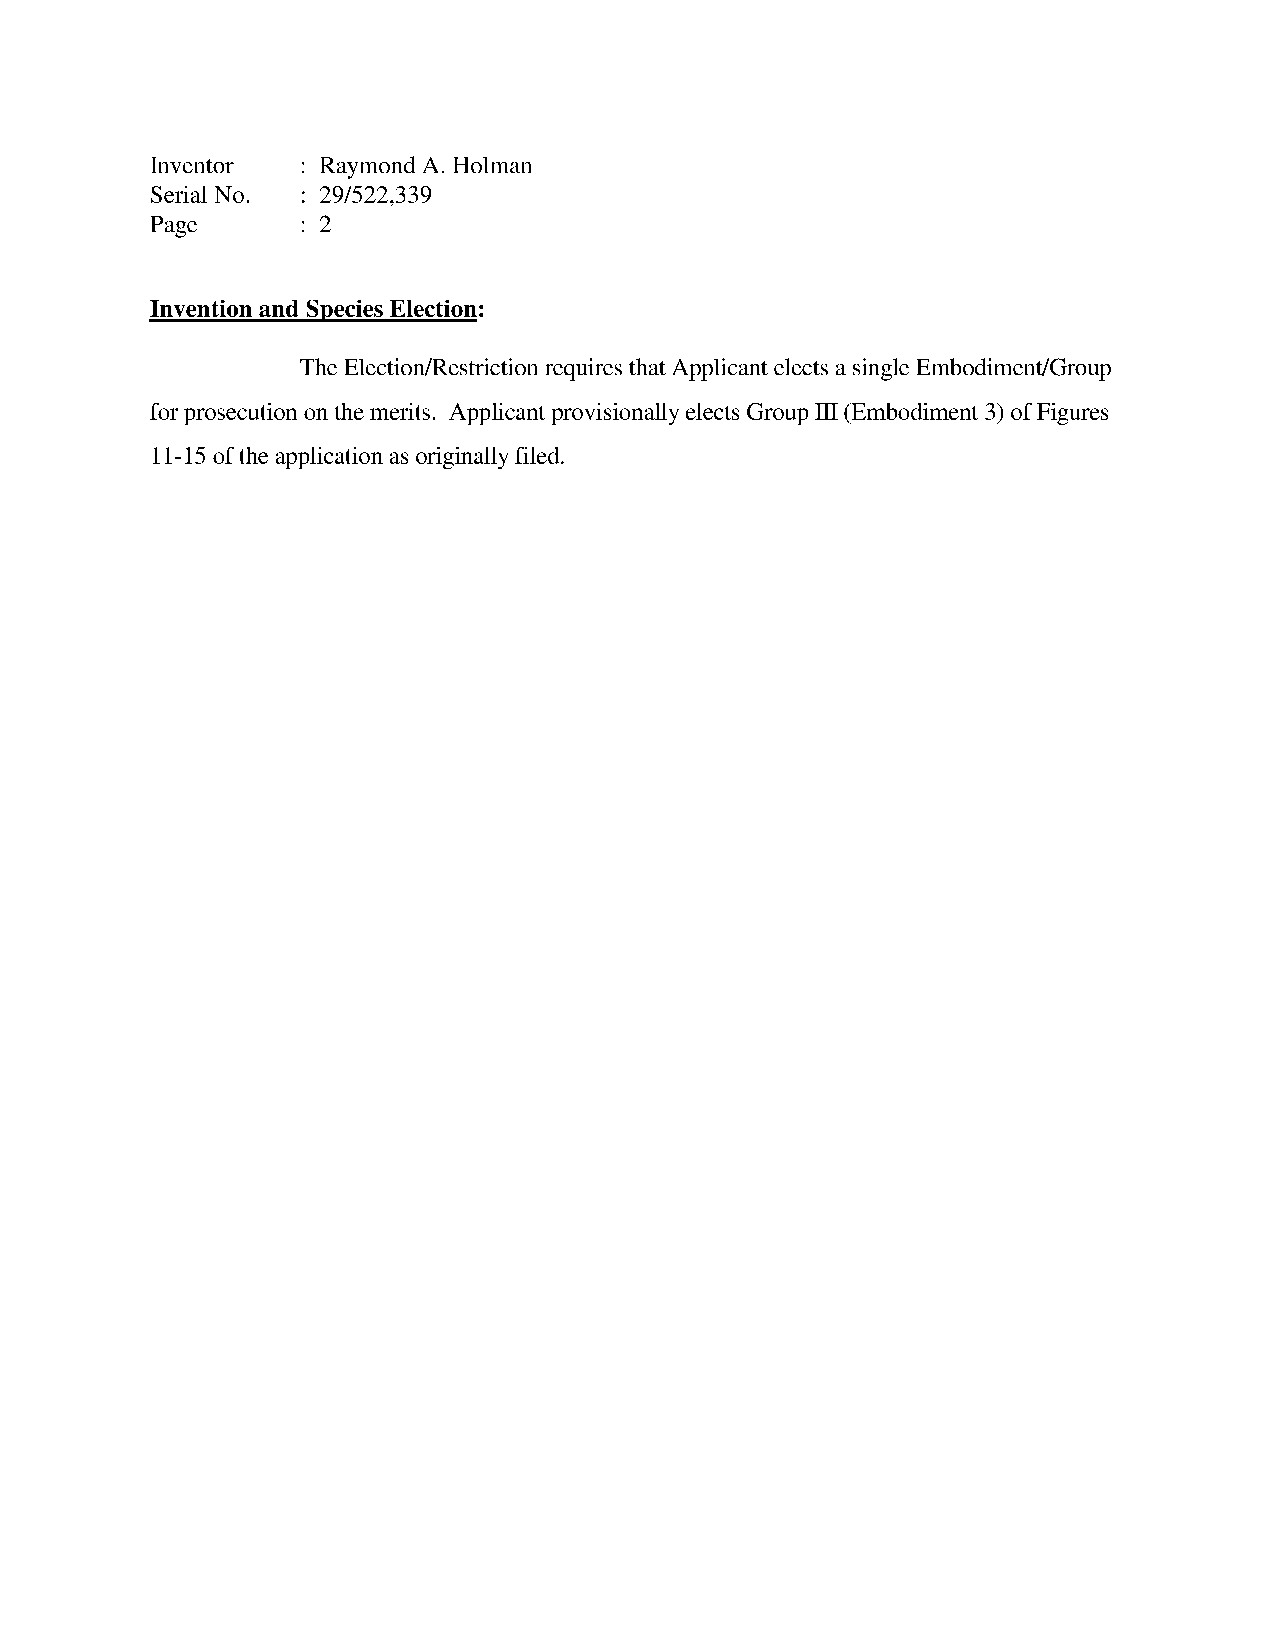 Inventor : Raymond A. Holman
Serial No. : 29/522,339
Page : 2
Invention and Species Election:
The Election/Restriction requires that Applicant elects a single Embodiment/Group
for prosecution on the merits. Applicant provisionally elects Group III (Embodiment 3) of Figures
11-15 of the application as originally filed.